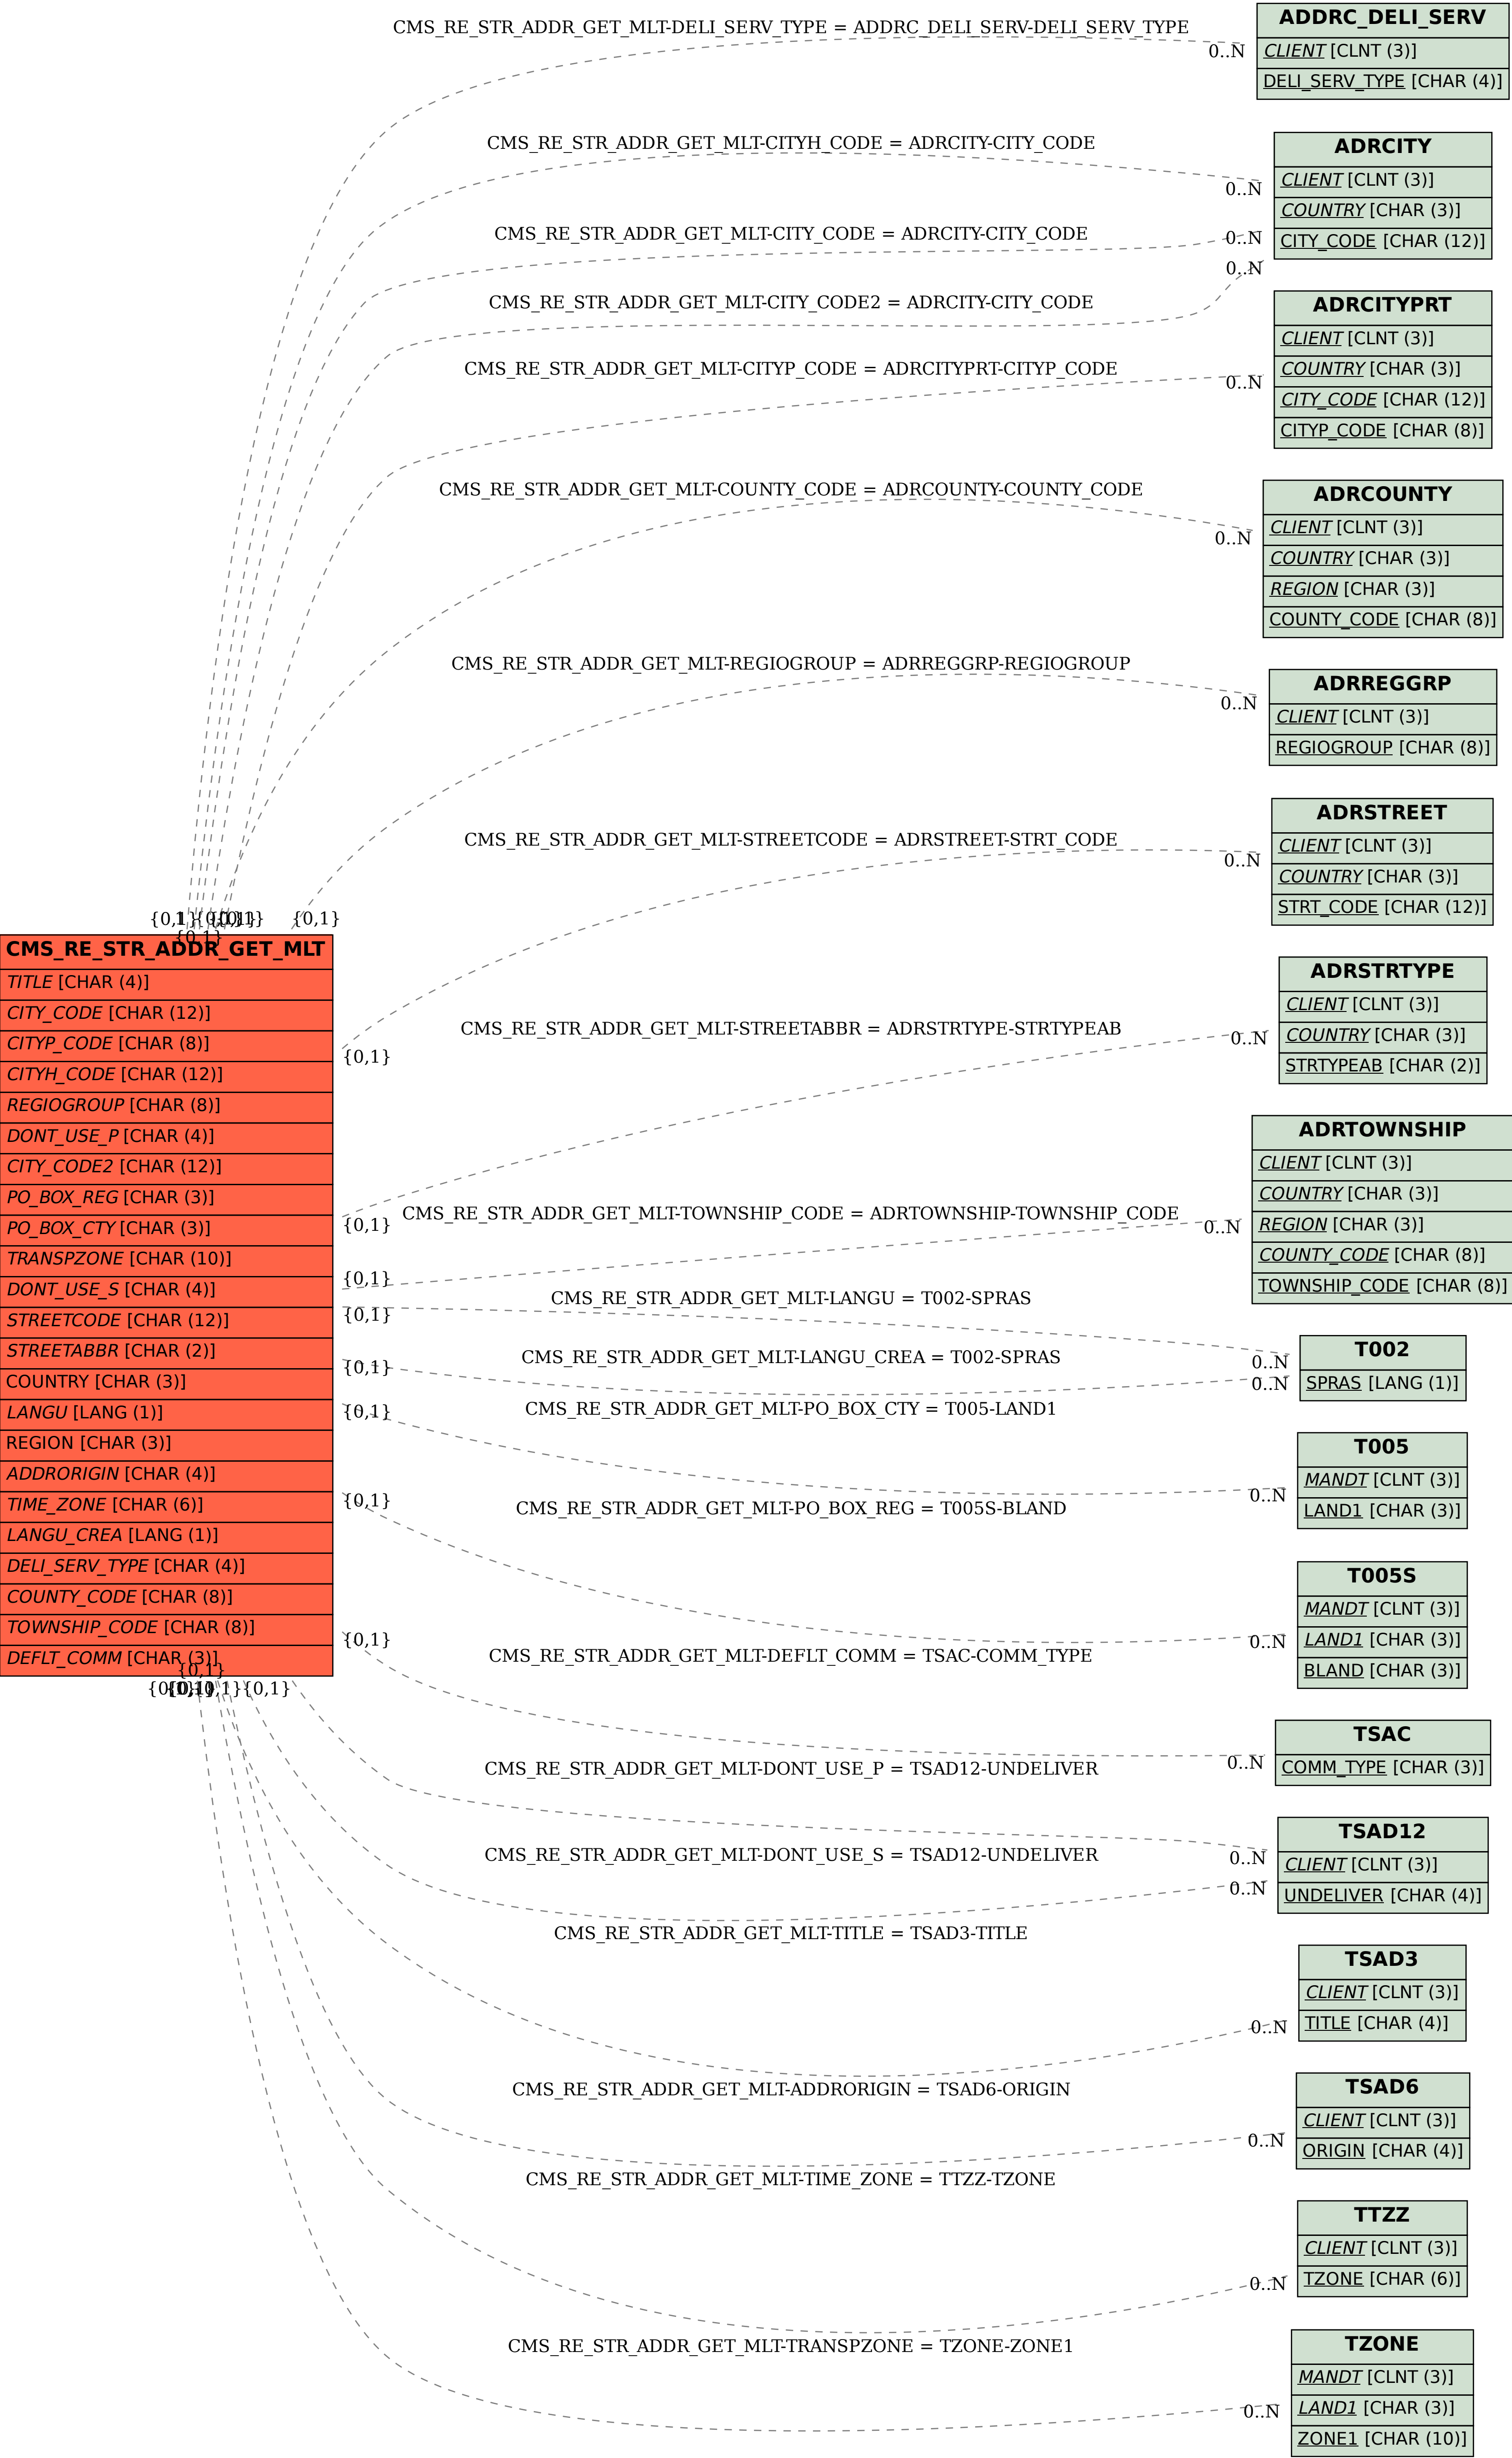 CMS_RE_STR_ADDR_GET_MLT-DELI_SERV_TYPE = ADDRC_DELI_SERV-DELI_SERV_TYPE
0..N
ADDRC_DELI_SERV
CLIENT [CLNT (3)]
DELI_SERV_TYPE [CHAR (4)]
CMS_RE_STR_ADDR_GET_MLT-CITYH_CODE = ADRCITY-CITY_CODE
0..N
CMS_RE_STR_ADDR_GET_MLT-CITY_CODE = ADRCITY-CITY_CODE
0..N
CMS_RE_STR_ADDR_GET_MLT-CITY_CODE2 = ADRCITY-CITY_CODE
0..N
ADRCITY
CLIENT [CLNT (3)]
COUNTRY [CHAR (3)]
CITY_CODE [CHAR (12)]
CMS_RE_STR_ADDR_GET_MLT-CITYP_CODE = ADRCITYPRT-CITYP_CODE
0..N
ADRCITYPRT
CLIENT [CLNT (3)]
COUNTRY [CHAR (3)]
CITY_CODE [CHAR (12)]
CITYP_CODE [CHAR (8)]
CMS_RE_STR_ADDR_GET_MLT-COUNTY_CODE = ADRCOUNTY-COUNTY_CODE
0..N
ADRCOUNTY
CLIENT [CLNT (3)]
COUNTRY [CHAR (3)]
REGION [CHAR (3)]
COUNTY_CODE [CHAR (8)]
CMS_RE_STR_ADDR_GET_MLT-REGIOGROUP = ADRREGGRP-REGIOGROUP
0..N
ADRREGGRP
CLIENT [CLNT (3)]
REGIOGROUP [CHAR (8)]
CMS_RE_STR_ADDR_GET_MLT-STREETCODE = ADRSTREET-STRT_CODE
0..N
ADRSTREET
CLIENT [CLNT (3)]
COUNTRY [CHAR (3)]
STRT_CODE [CHAR (12)]
{0,1}
{0,1}
{0,1}
CMS_RE_STR_ADDR_GET_MLT
TITLE [CHAR (4)]
CITY_CODE [CHAR (12)]
CITYP_CODE [CHAR (8)]
CITYH_CODE [CHAR (12)]
REGIOGROUP [CHAR (8)]
DONT_USE_P [CHAR (4)]
CITY_CODE2 [CHAR (12)]
PO_BOX_REG [CHAR (3)]
PO_BOX_CTY [CHAR (3)]
TRANSPZONE [CHAR (10)]
DONT_USE_S [CHAR (4)]
STREETCODE [CHAR (12)]
STREETABBR [CHAR (2)]
COUNTRY [CHAR (3)]
LANGU [LANG (1)]
REGION [CHAR (3)]
ADDRORIGIN [CHAR (4)]
TIME_ZONE [CHAR (6)]
LANGU_CREA [LANG (1)]
DELI_SERV_TYPE [CHAR (4)]
COUNTY_CODE [CHAR (8)]
TOWNSHIP_CODE [CHAR (8)]
DEFLT_COMM [CHAR (3)]
{0,1}
{0,1}
{0,1}
{0,1}
{0,1}
{0,1}
{0,1}
{0,1}
{0,1}
{0,1}
CMS_RE_STR_ADDR_GET_MLT-STREETABBR = ADRSTRTYPE-STRTYPEAB
0..N
ADRSTRTYPE
CLIENT [CLNT (3)]
COUNTRY [CHAR (3)]
STRTYPEAB [CHAR (2)]
CMS_RE_STR_ADDR_GET_MLT-TOWNSHIP_CODE = ADRTOWNSHIP-TOWNSHIP_CODE
0..N
ADRTOWNSHIP
CLIENT [CLNT (3)]
COUNTRY [CHAR (3)]
REGION [CHAR (3)]
COUNTY_CODE [CHAR (8)]
TOWNSHIP_CODE [CHAR (8)]
CMS_RE_STR_ADDR_GET_MLT-LANGU = T002-SPRAS
0..N
CMS_RE_STR_ADDR_GET_MLT-LANGU_CREA = T002-SPRAS
0..N
T002
SPRAS [LANG (1)]
CMS_RE_STR_ADDR_GET_MLT-PO_BOX_CTY = T005-LAND1
0..N
T005
MANDT [CLNT (3)]
LAND1 [CHAR (3)]
CMS_RE_STR_ADDR_GET_MLT-PO_BOX_REG = T005S-BLAND
0..N
T005S
MANDT [CLNT (3)]
LAND1 [CHAR (3)]
BLAND [CHAR (3)]
CMS_RE_STR_ADDR_GET_MLT-DEFLT_COMM = TSAC-COMM_TYPE
0..N
TSAC
COMM_TYPE [CHAR (3)]
CMS_RE_STR_ADDR_GET_MLT-DONT_USE_P = TSAD12-UNDELIVER
0..N
CMS_RE_STR_ADDR_GET_MLT-DONT_USE_S = TSAD12-UNDELIVER
0..N
TSAD12
CLIENT [CLNT (3)]
UNDELIVER [CHAR (4)]
CMS_RE_STR_ADDR_GET_MLT-TITLE = TSAD3-TITLE
0..N
TSAD3
CLIENT [CLNT (3)]
TITLE [CHAR (4)]
CMS_RE_STR_ADDR_GET_MLT-ADDRORIGIN = TSAD6-ORIGIN
0..N
TSAD6
CLIENT [CLNT (3)]
ORIGIN [CHAR (4)]
CMS_RE_STR_ADDR_GET_MLT-TIME_ZONE = TTZZ-TZONE
0..N
TTZZ
CLIENT [CLNT (3)]
TZONE [CHAR (6)]
CMS_RE_STR_ADDR_GET_MLT-TRANSPZONE = TZONE-ZONE1
0..N
TZONE
MANDT [CLNT (3)]
LAND1 [CHAR (3)]
ZONE1 [CHAR (10)]